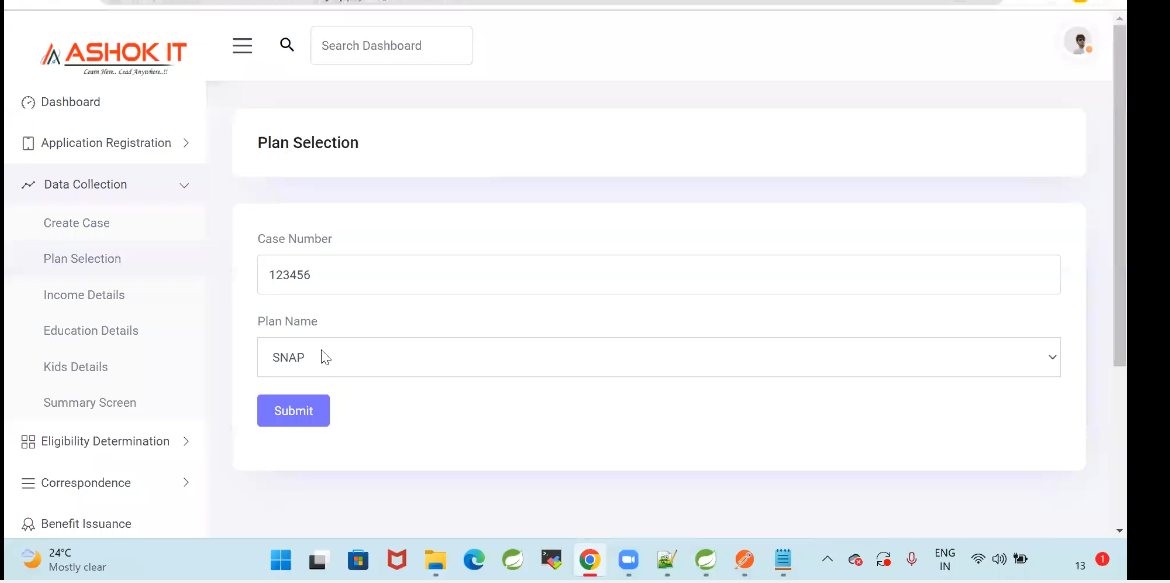 ASHOK IT
Learn Here.. Lead Anywhere..!!
Search Dashboard
Dashboard
Application Registration
Data Collection
Create Case
Plan Selection
Income Details
Education Details
Kids Details
Summary Screen
Eligibility Determination
Correspondence
Benefit Issuance
Plan Selection
Case Number
123456
Plan Name
SNAP
Submit
24°C
Mostly clear
ENG
IN
13
1